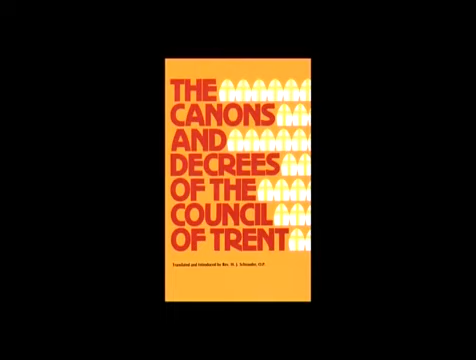 THE
CANONS
AND
DECREES
OF THE
COUNCIL
OF TRENT
Translated and Introduced by Rev. H. J. Schroeder, O.P.